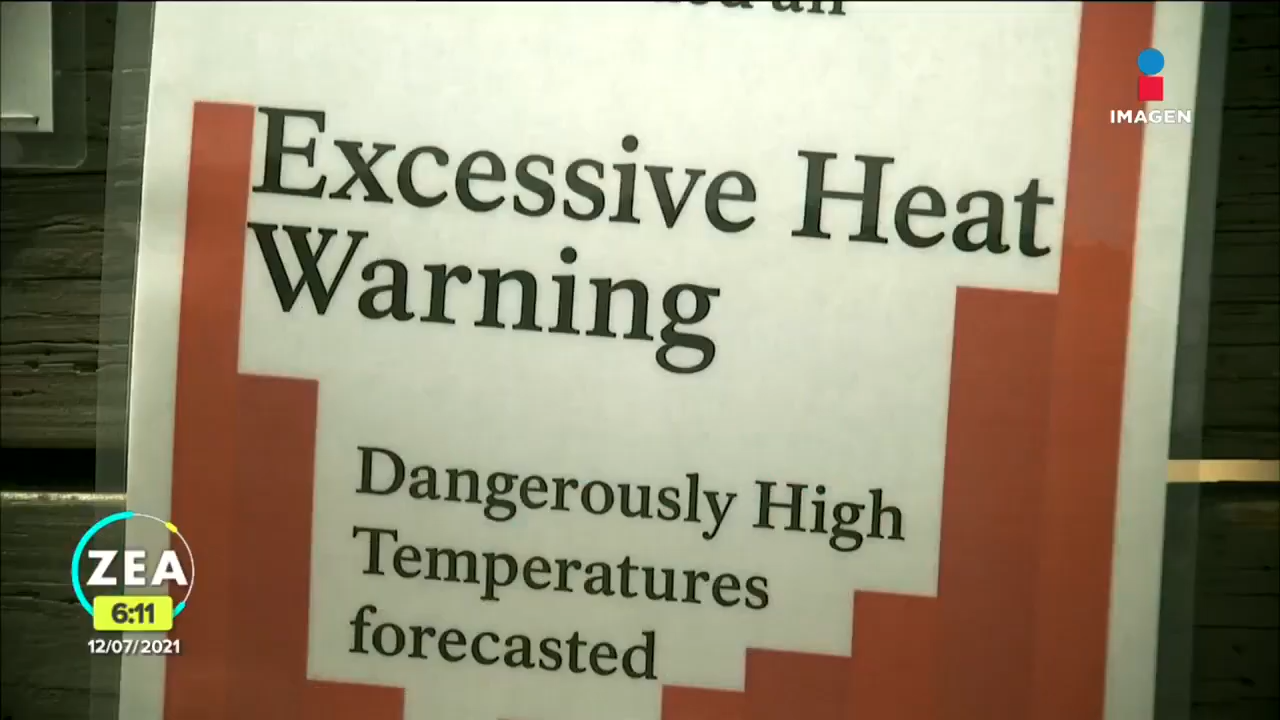 IMAGEN
Excessive Heat
Warning
Dangerously High
Temperatures
forecasted
ZEA
6:11
12/07/2021